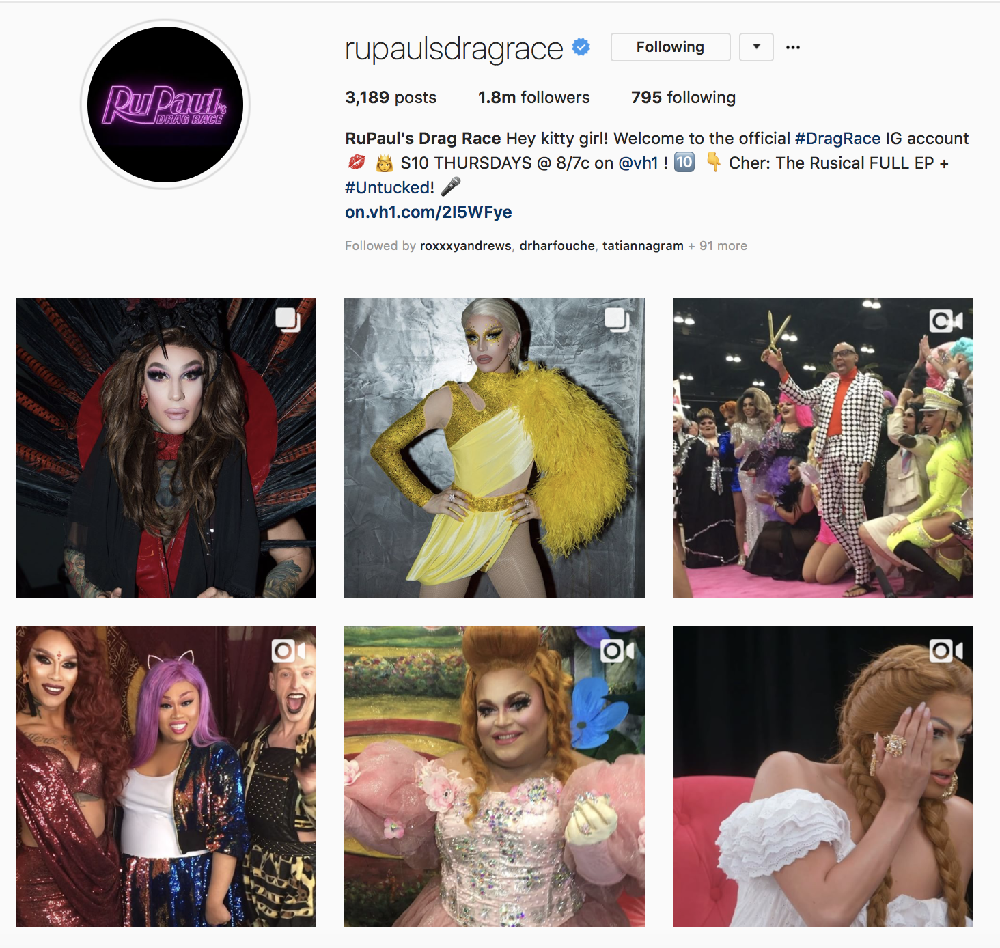 RuPaul's
DRAG RACE
rupaulsdragrace Following
3,189 posts 1.8m followers 795 following
RuPaul's Drag Race Hey kitty girl! Welcome to the official #DragRace IG account
💋 👸 S10 THURSDAYS @ 8/7c on @vh1 ! 🔟 👇 Cher: The Rusical FULL EP +
#Untucked! 🎤
on.vh1.com/2I5WFye
Followed by roxxxyandrews, drharfouche, tatiannagram + 91 more